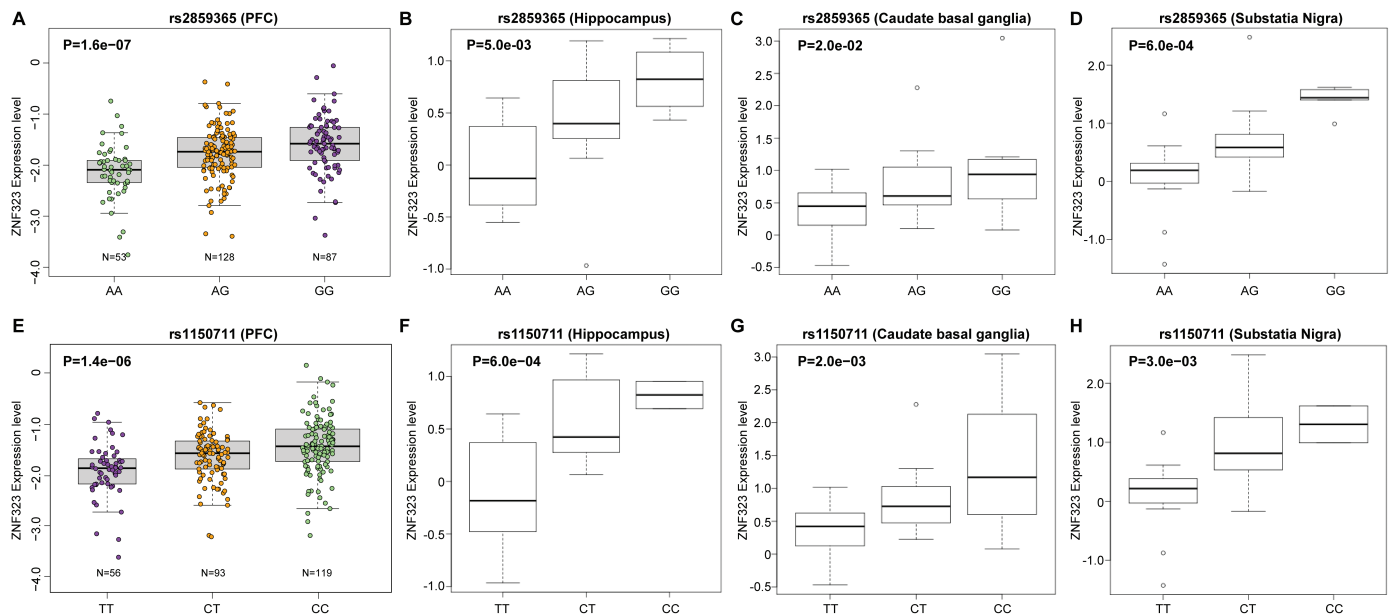 A
rs2859365 (PFC)
P=1.6e−07
ZNF323 Expression level
0
−1.0
−2.0
−3.0
−4.0
N=53
N=128
N=87
AA
AG
GG
B
rs2859365 (Hippocampus)
P=5.0e-03
ZNF323 Expression level
1.0
0.5
0
−0.5
−1.0
AA
AG
GG
C
rs2859365 (Caudate basal ganglia)
P=2.0e-02
ZNF323 Expression level
3.0
2.5
2.0
1.5
1.0
0.5
0
−0.5
AA
AG
GG
D
rs2859365 (Substatia Nigra)
P=6.0e-04
ZNF323 Expression level
2.0
1.0
0
−1.0
AA
AG
GG
E
rs1150711 (PFC)
P=1.4e−06
ZNF323 Expression level
0
−1.0
−2.0
−3.0
−4.0
N=56
N=93
N=119
TT
CT
CC
F
rs1150711 (Hippocampus)
P=6.0e−04
ZNF323 Expression level
1.0
0.5
0
−0.5
−1.0
TT
CT
CC
G
rs1150711 (Caudate basal ganglia)
P=2.0e−03
ZNF323 Expression level
3.0
2.5
2.0
1.5
1.0
0.5
0
−0.5
TT
CT
CC
H
rs1150711 (Substatia Nigra)
P=3.0e−03
ZNF323 Expression level
2.0
1.0
0
−1.0
TT
CT
CC